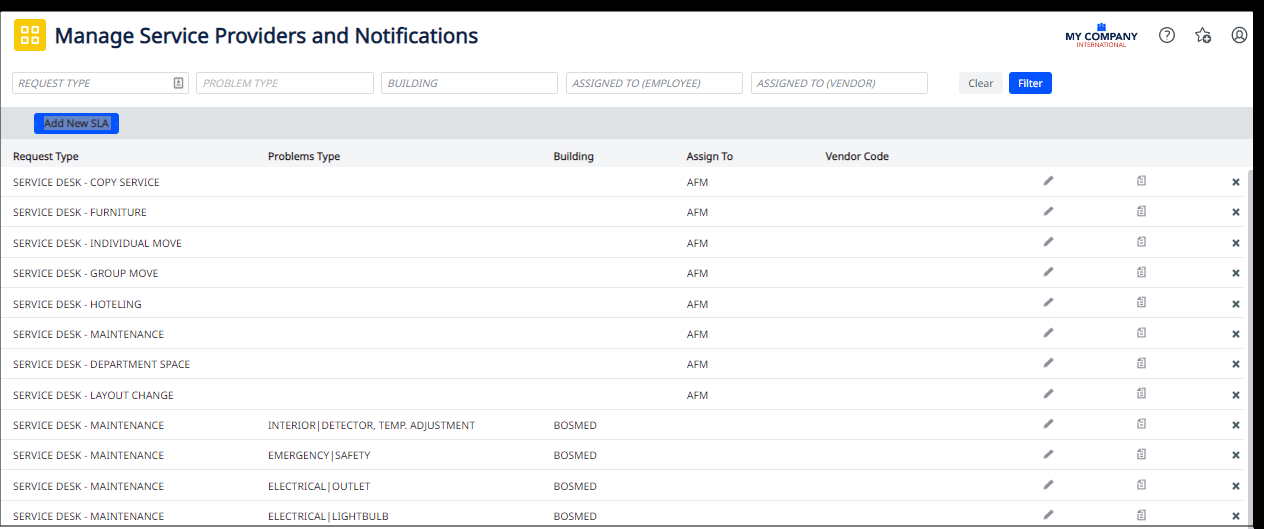 Manage Service Providers and Notifications
MY COMPANY
INTERNATIONAL
REQUEST TYPE PROBLEM TYPE BUILDING ASSIGNED TO (EMPLOYEE) ASSIGNED TO (VENDOR) Clear Filter
Add New SLA
Request Type Problems Type Building Assign To Vendor Code
SERVICE DESK - COPY SERVICE AFM
SERVICE DESK - FURNITURE AFM
SERVICE DESK - INDIVIDUAL MOVE AFM
SERVICE DESK - GROUP MOVE AFM
SERVICE DESK - HOTELING AFM
SERVICE DESK - MAINTENANCE AFM
SERVICE DESK - DEPARTMENT SPACE AFM
SERVICE DESK - LAYOUT CHANGE AFM
SERVICE DESK - MAINTENANCE INTERIOR|DETECTOR, TEMP. ADJUSTMENT BOSMED
SERVICE DESK - MAINTENANCE EMERGENCY|SAFETY BOSMED
SERVICE DESK - MAINTENANCE ELECTRICAL|OUTLET BOSMED
SERVICE DESK - MAINTENANCE ELECTRICAL|LIGHTBULB BOSMED